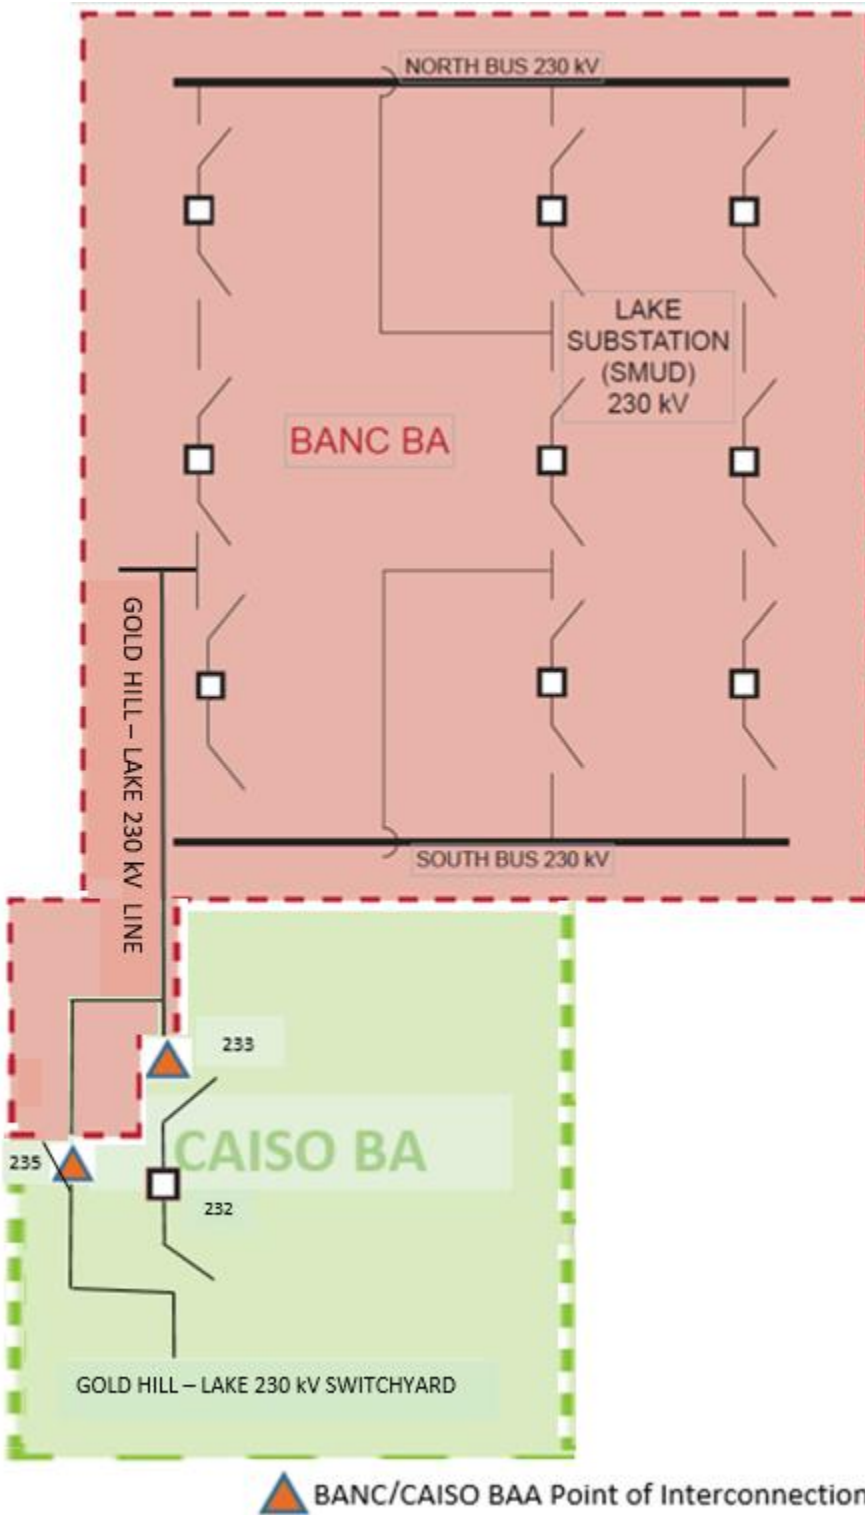 NORTH BUS 230 kV
LAKE
SUBSTATION
(SMUD)
230 kV
BANC BA
GOLD HILL – LAKE 230 kV LINE
SOUTH BUS 230 kV
233
CAISO BA
235
232
GOLD HILL – LAKE 230 kV SWITCHYARD
BANC/CAISO BAA Point of Interconnection